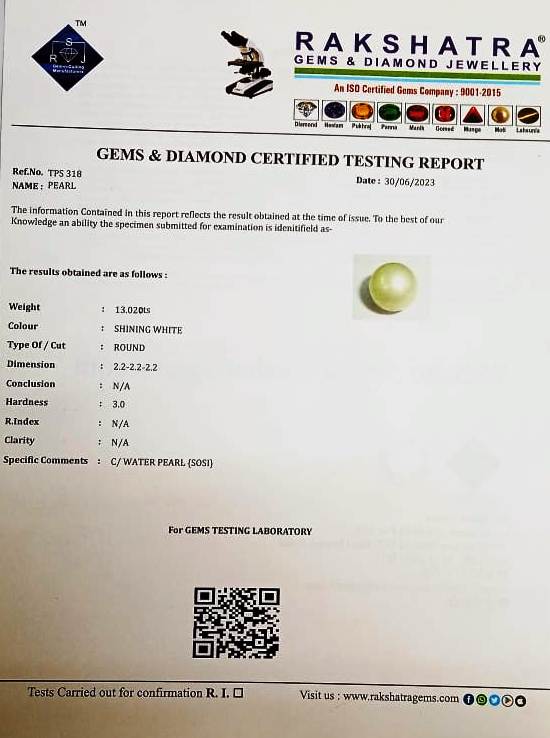 TM
S
R J
Gems Cutting
Manufacturers
RAKSHATRA®
GEMS & DIAMOND JEWELLERY
An ISO Certified Gems Company : 9001-2015
Diamond Neelam Pukhraj Panna Manik Gomed Munga Moti Lahsunia
GEMS & DIAMOND CERTIFIED TESTING REPORT
Ref.No. TPS 318
NAME : PEARL
Date : 30/06/2023
The information Contained in this report reflects the result obtained at the time of issue. To the best of our
Knowledge an ability the specimen submitted for examination is idenitifield as-
The results obtained are as follows :
Weight : 13.02cts
Colour : SHINING WHITE
Type Of / Cut : ROUND
Dimension : 2.2-2.2-2.2
Conclusion : N/A
Hardness : 3.0
R.Index : N/A
Clarity : N/A
Specific Comments : C/ WATER PEARL (SOSI)
For GEMS TESTING LABORATORY
Tests Carried out for confirmation R. I. ☐
Visit us : www.rakshatragems.com